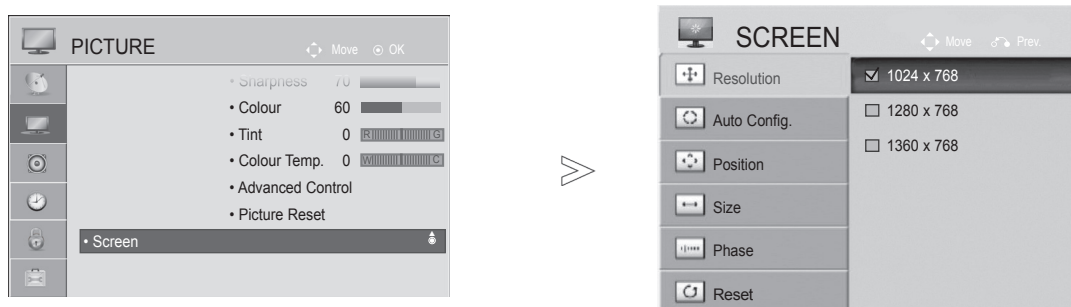 PICTURE
Move OK
• Sharpness 70
• Colour 60
• Tint 0 R G
• Colour Temp. 0 W C
• Advanced Control
• Picture Reset
• Screen
SCREEN
Move Prev.
Resolution
Auto Config.
Position
Size
Phase
Reset
1024 x 768
1280 x 768
1360 x 768